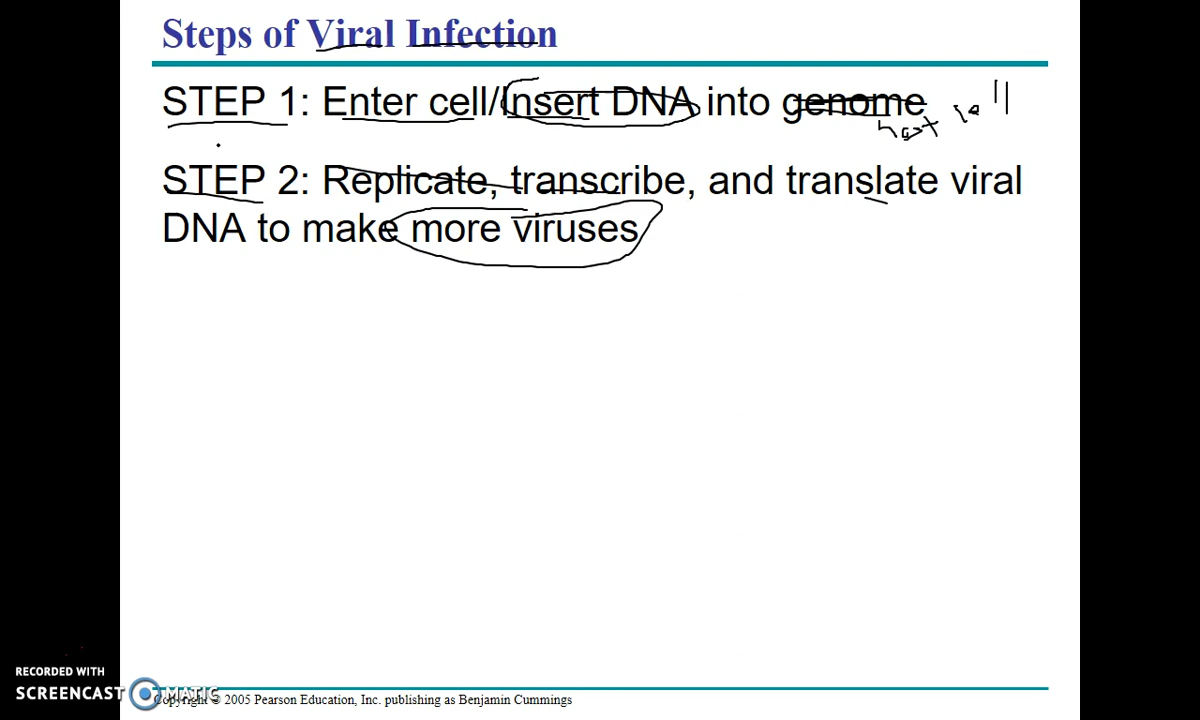 Steps of Viral Infection
STEP 1: Enter cell/Insert DNA into genome
host cell
STEP 2: Replicate, transcribe, and translate viral
DNA to make more viruses
RECORDED WITH
SCREENCAST MATIC
Copyright © 2005 Pearson Education, Inc. publishing as Benjamin Cummings